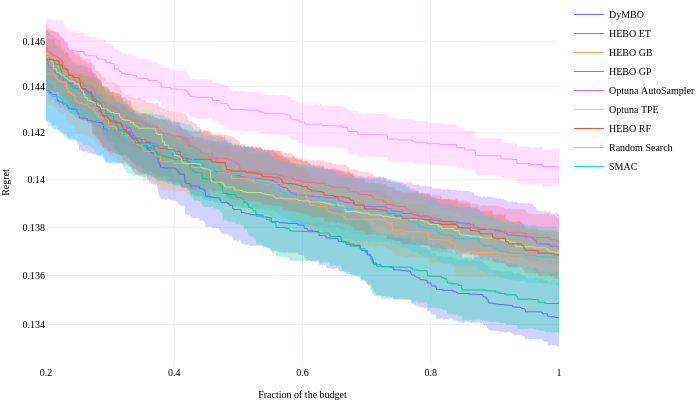 0.146
0.144
0.142
0.14
0.138
0.136
0.134
Regret
0.2
0.4
0.6
0.8
1
Fraction of the budget
DyMBO
HEBO ET
HEBO GB
HEBO GP
Optuna AutoSampler
Optuna TPE
HEBO RF
Random Search
SMAC